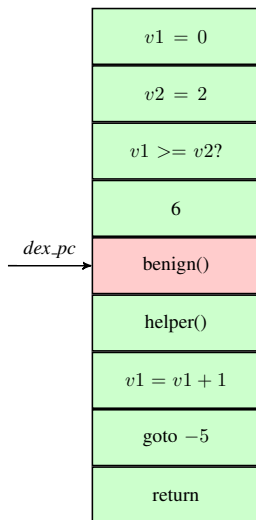 v1 = 0
v2 = 2
v1 >= v2?
6
dex_pc
benign()
helper()
v1 = v1 + 1
goto −5
return